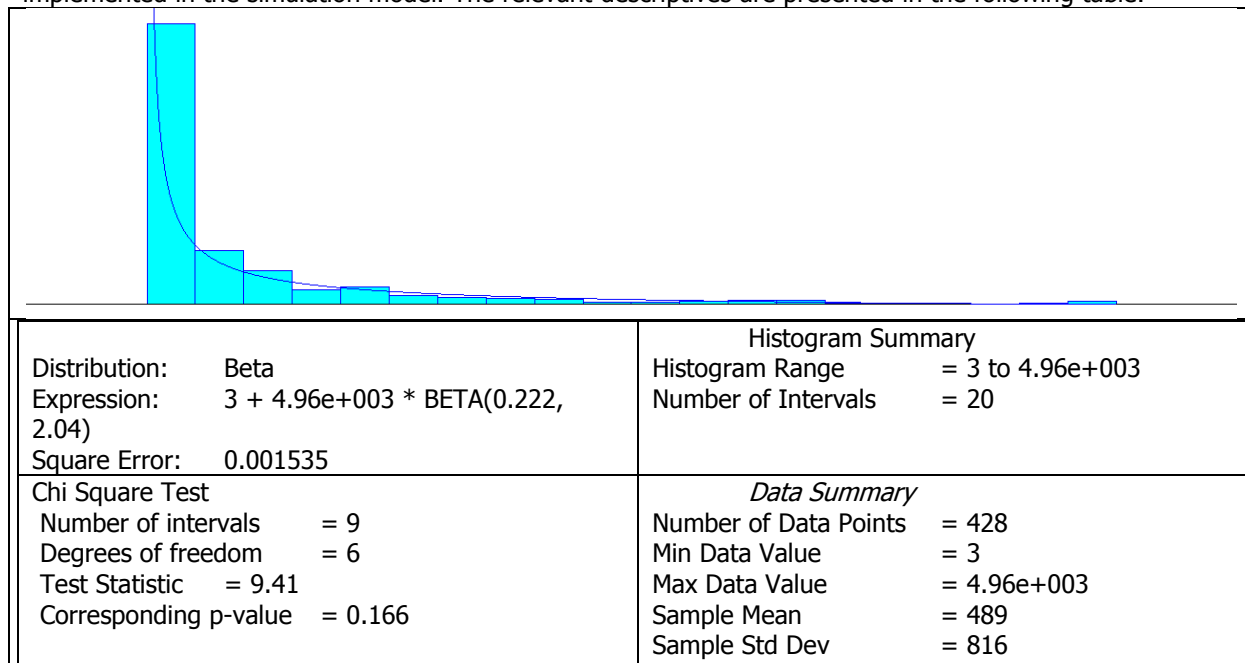 implemented in the simulation model. The relevant descriptives are presented in the following table.
Distribution: Beta
Expression: 3 + 4.96e+003 * BETA(0.222,
2.04)
Square Error: 0.001535
Histogram Summary
Histogram Range = 3 to 4.96e+003
Number of Intervals = 20
Chi Square Test
Number of intervals = 9
Degrees of freedom = 6
Test Statistic = 9.41
Corresponding p-value = 0.166
Data Summary
Number of Data Points = 428
Min Data Value = 3
Max Data Value = 4.96e+003
Sample Mean = 489
Sample Std Dev = 816